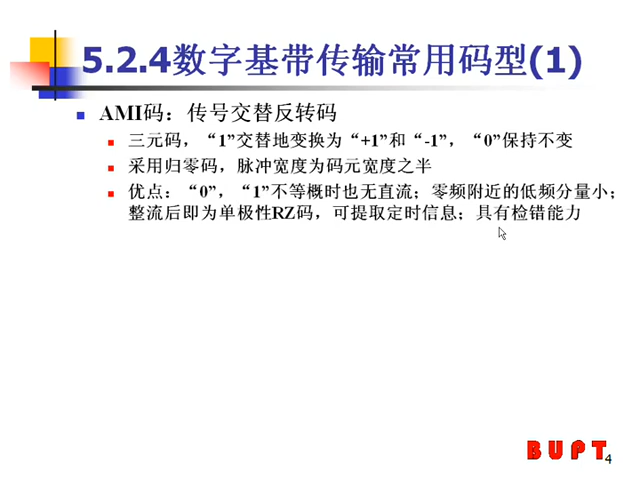 5.2.4数字基带传输常用码型(1)
AMI码：传号交替反转码
三元码，“1”交替地变换为“+1”和“-1”，“0”保持不变
采用归零码，脉冲宽度为码元宽度之半
优点：“0”，“1”不等概时也无直流；零频附近的低频分量小；
整流后即为单极性RZ码，可提取定时信息；具有检错能力
BUPT
4